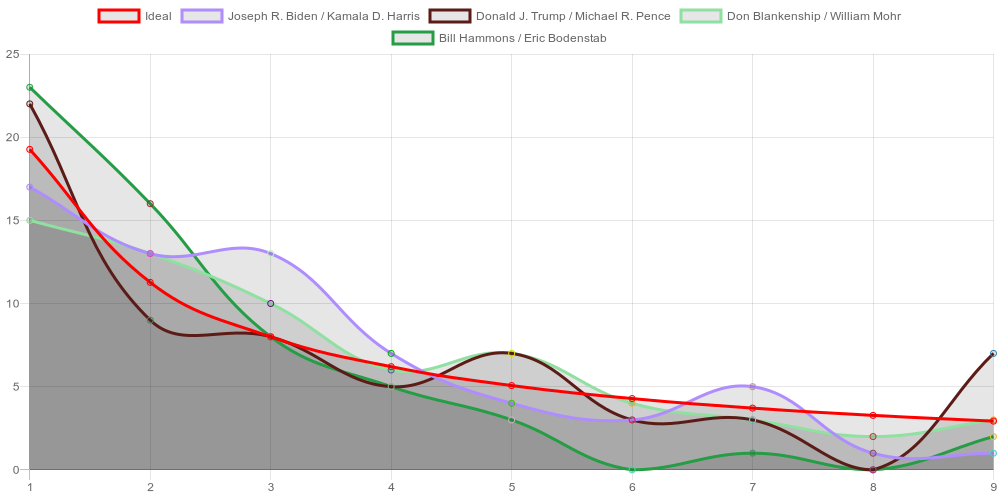 Ideal Joseph R. Biden / Kamala D. Harris Donald J. Trump / Michael R. Pence Don Blankenship / William Mohr
Bill Hammons / Eric Bodenstab
25
20
15
10
5
0
1 2 3 4 5 6 7 8 9